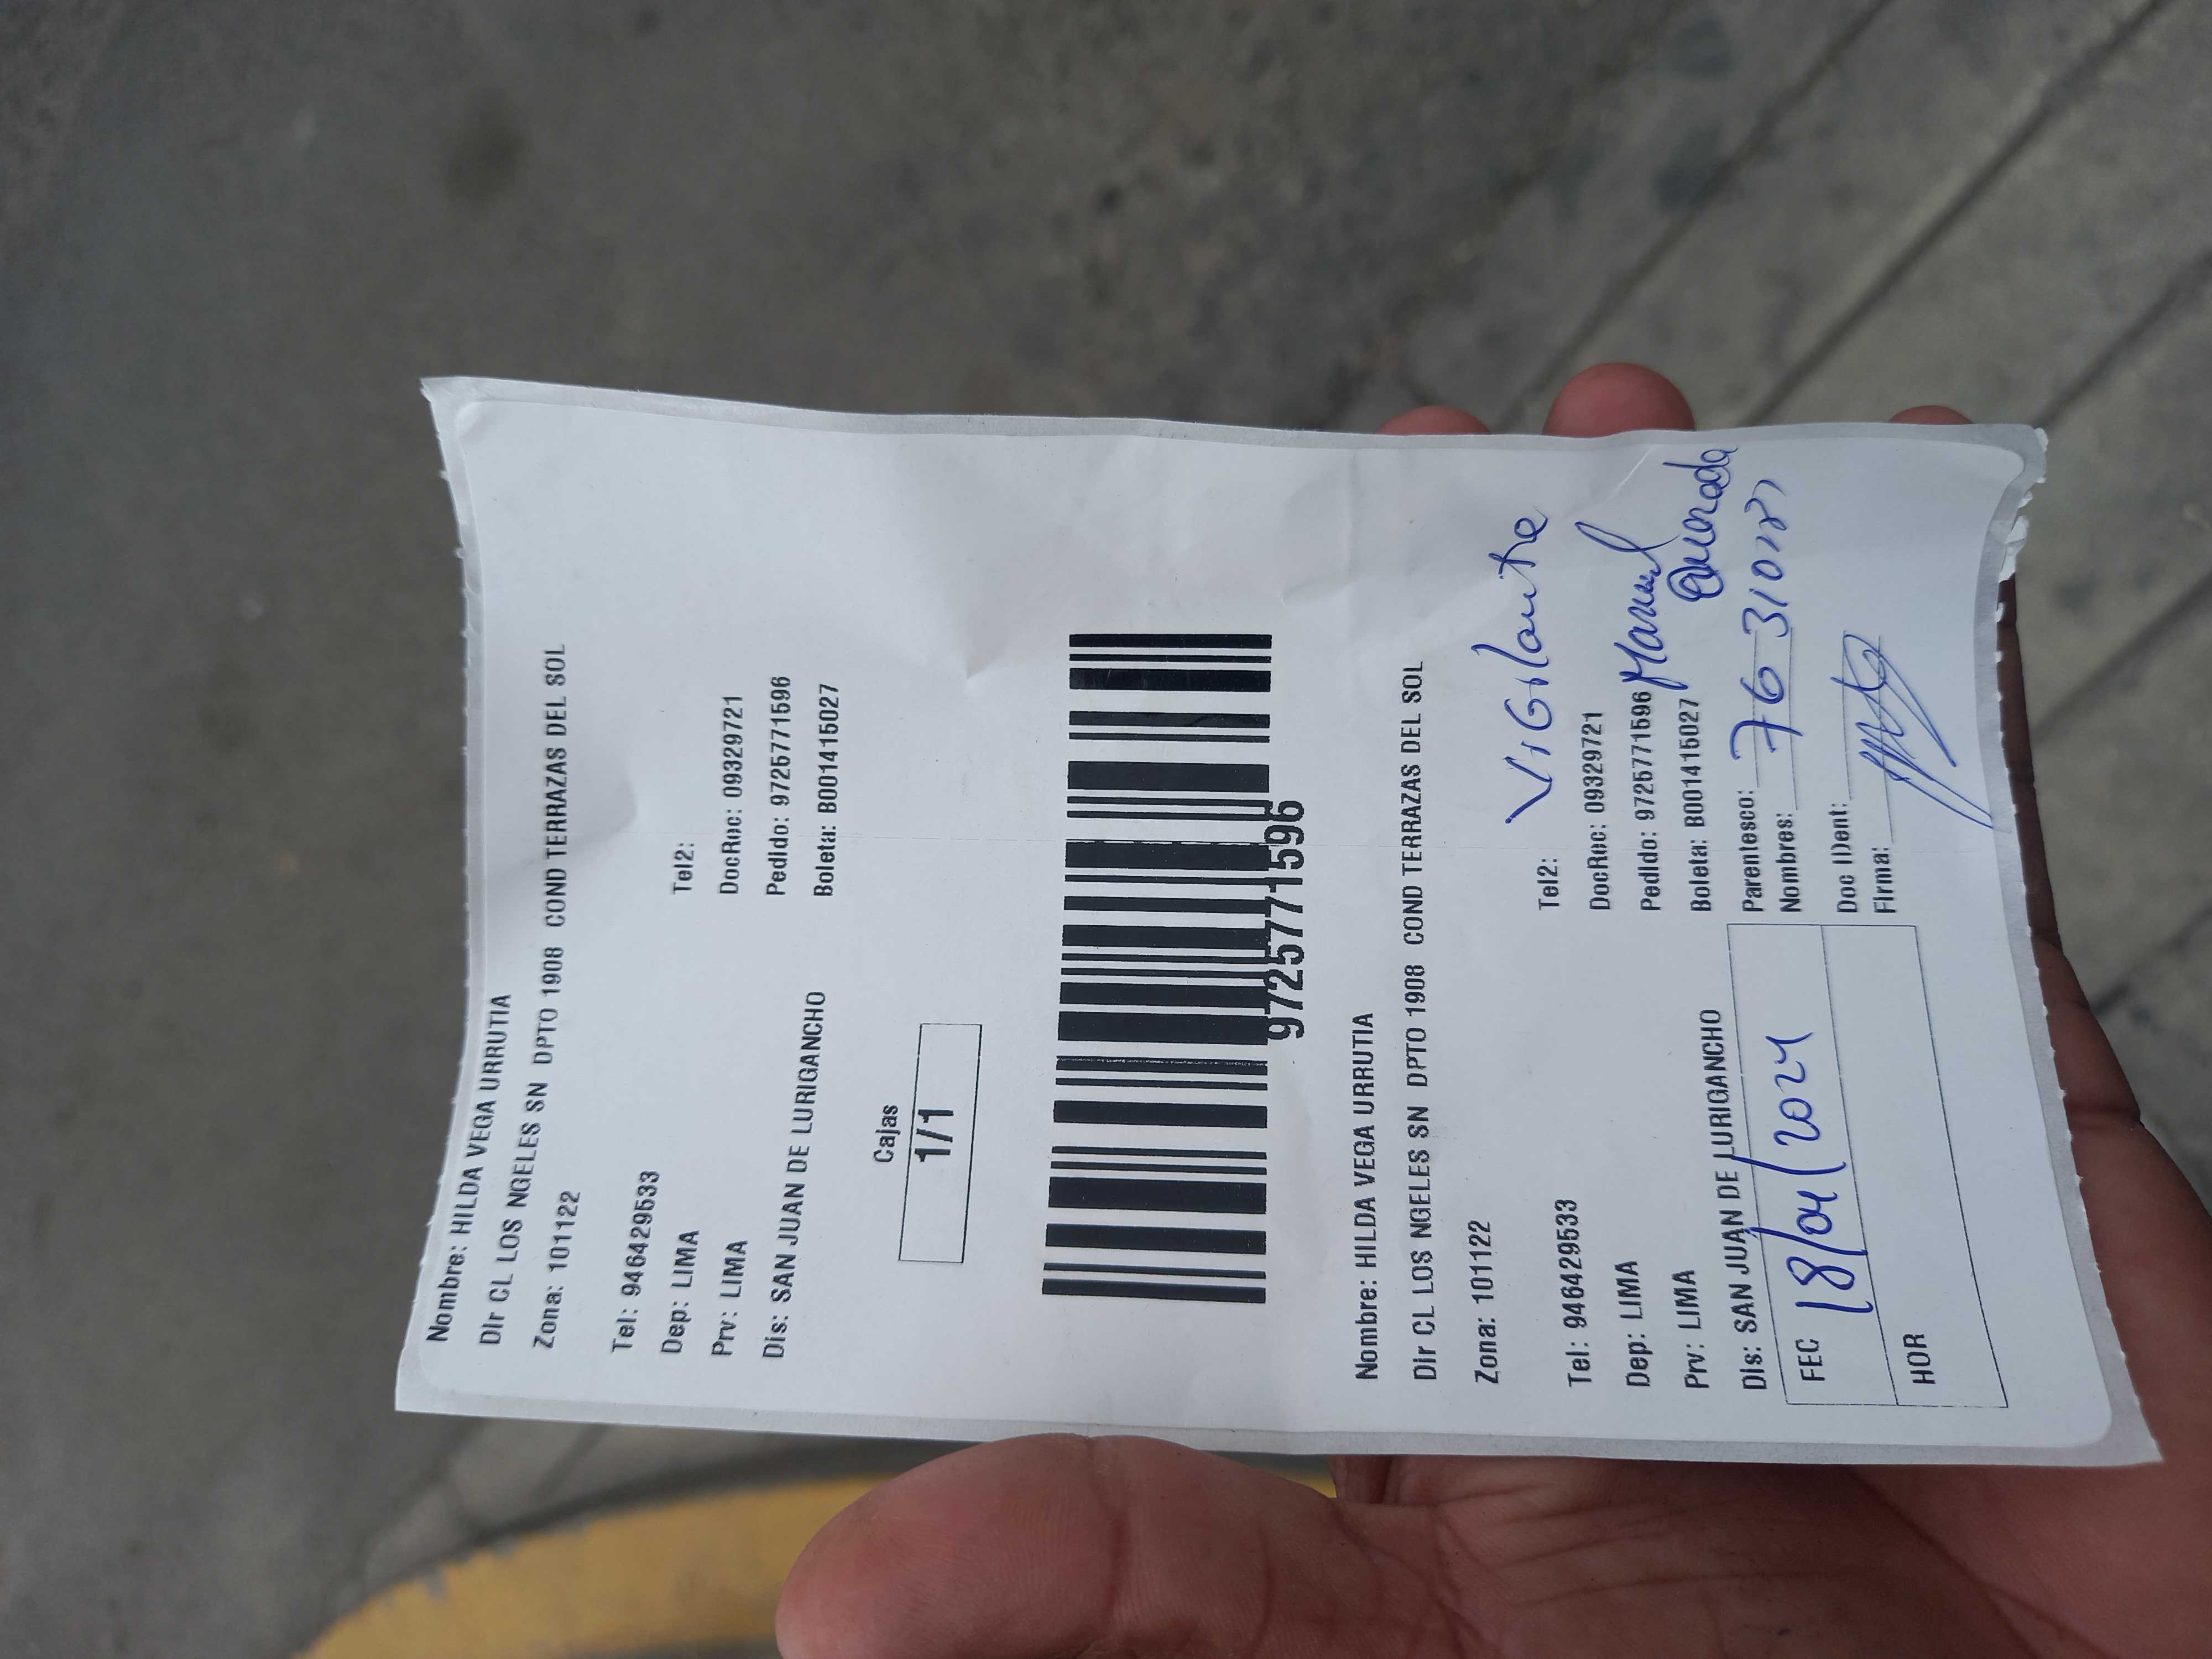 Nombre: HILDA VEGA URRUTIA
Dir CL LOS NGELES SN DPTO 1908 COND TERRAZAS DEL SOL
Zona: 101122
Tel: 946429533 Tel2:
Dep: LIMA DocRec: 09329721
Prv: LIMA Pedido: 9725771596
Dis: SAN JUAN DE LURIGANCHO Boleta: B001415027
Cajas
1/1
9725771596
Nombre: HILDA VEGA URRUTIA
Dir CL LOS NGELES SN DPTO 1908 COND TERRAZAS DEL SOL
Zona: 101122
Vigilante
Tel: 946429533 Tel2:
Dep: LIMA DocRec: 09329721
Prv: LIMA Pedido: 9725771596 Manuel
Dis: SAN JUAN DE LURIGANCHO Boleta: B001415027
FEC 18/04/2024 Parentesco:
Nombres:
HOR Doc IDent:
Firma: